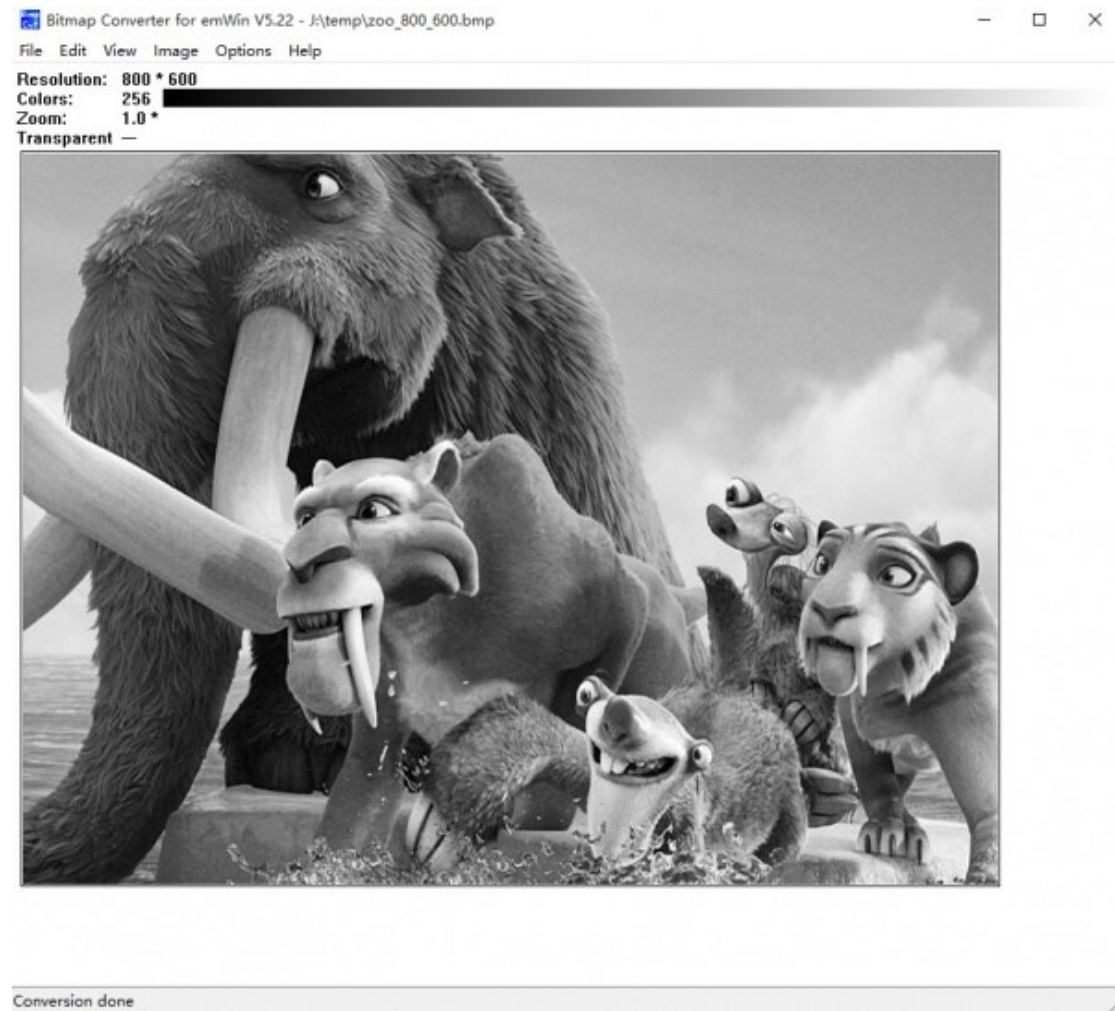 Bitmap Converter for emWin V5.22 - J:\temp\zoo_800_600.bmp
File Edit View Image Options Help
Resolution: 800 * 600
Colors: 256
Zoom: 1.0 *
Transparent —
Conversion done